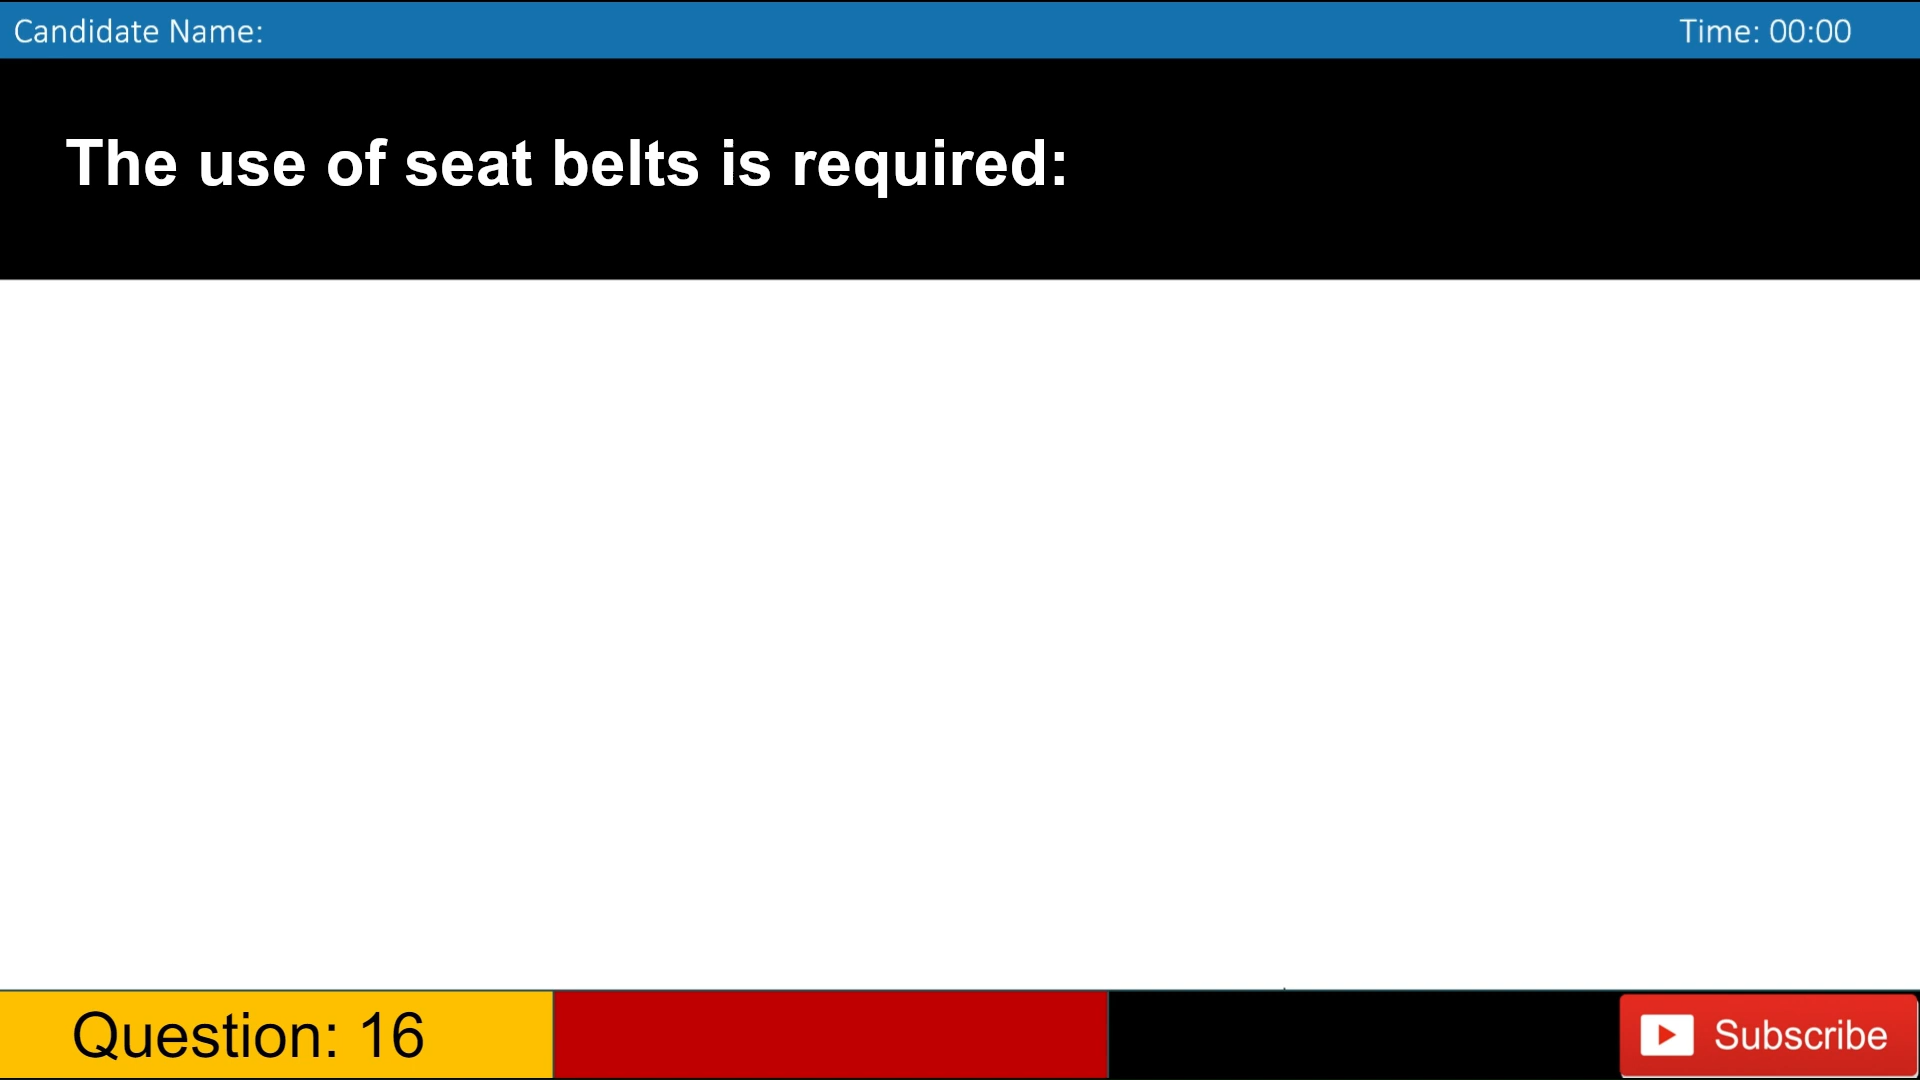 Candidate Name:
Time: 00:00
The use of seat belts is required:
Question: 16
Subscribe